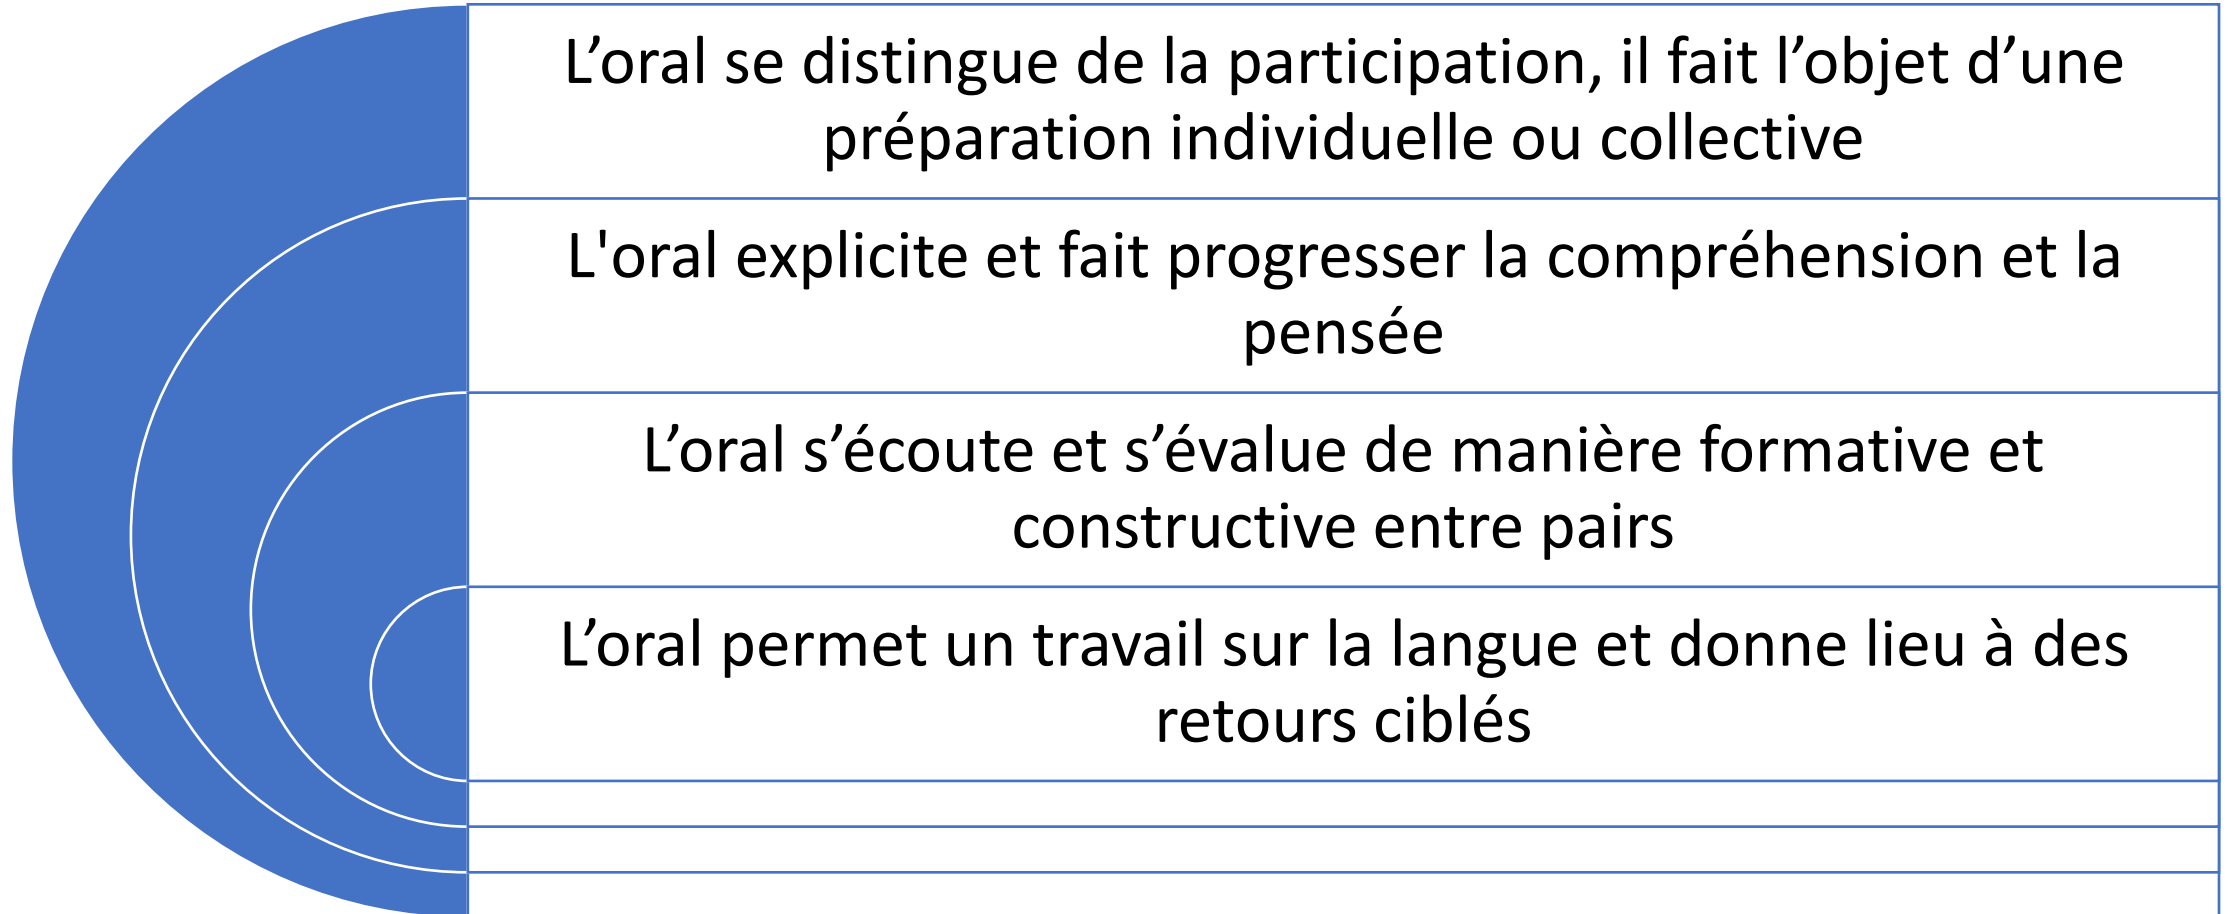 L’oral se distingue de la participation, il fait l’objet d’une
préparation individuelle ou collective
L'oral explicite et fait progresser la compréhension et la
pensée
L’oral s’écoute et s’évalue de manière formative et
constructive entre pairs
L’oral permet un travail sur la langue et donne lieu à des
retours ciblés